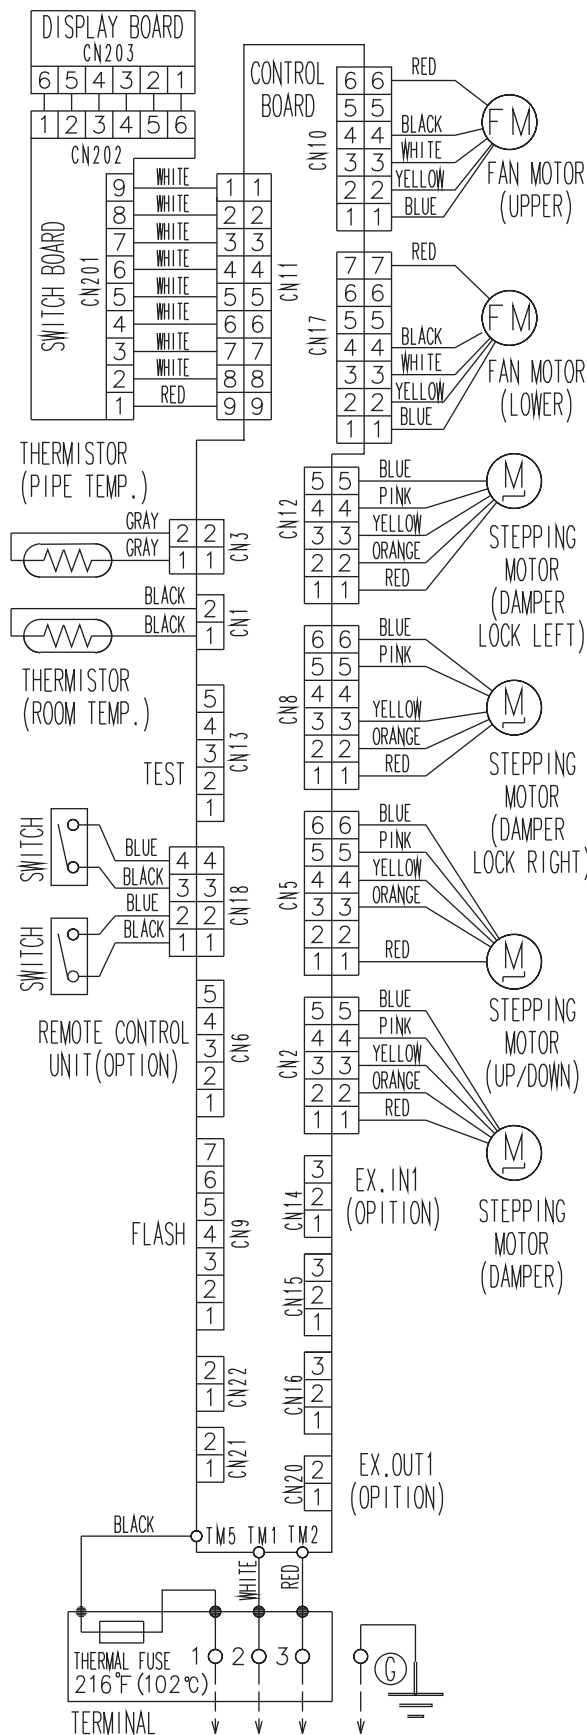 DISPLAY BOARD
CN203
6 5 4 3 2 1
1 2 3 4 5 6
CN202
SWITCH BOARD
CN201
9 WHITE 1 1
8 WHITE 2 2
7 WHITE 3 3
6 WHITE 4 4
5 WHITE 5 5
4 WHITE 6 6
3 WHITE 7 7
2 WHITE 8 8
1 RED 9 9
CN11
CONTROL
BOARD
CN10
6 6 RED
5 5
4 4 BLACK
3 3 WHITE
2 2 YELLOW
1 1 BLUE
FM
FAN MOTOR
(UPPER)
CN17
7 7 RED
6 6
5 5
4 4 BLACK
3 3 WHITE
2 2 YELLOW
1 1 BLUE
FM
FAN MOTOR
(LOWER)
THERMISTOR
(PIPE TEMP.)
GRAY 2 2
GRAY 1 1
CN3
BLACK 2
BLACK 1
CN1
THERMISTOR
(ROOM TEMP.)
CN12
5 5 BLUE
4 4 PINK
3 3 YELLOW
2 2 ORANGE
1 1 RED
M
STEPPING
MOTOR
(DAMPER
LOCK LEFT)
5
4
3
2
1
CN13
TEST
CN8
6 6 BLUE
5 5 PINK
4 4
3 3 YELLOW
2 2 ORANGE
1 1 RED
M
STEPPING
MOTOR
(DAMPER
LOCK RIGHT)
SWITCH
SWITCH
BLUE 4 4
BLACK 3 3
BLUE 2 2
BLACK 1 1
CN18
CN5
6 6 BLUE
5 5 PINK
4 4 YELLOW
3 3 ORANGE
2 2
1 1 RED
M
STEPPING
MOTOR
(UP/DOWN)
REMOTE CONTROL
UNIT(OPTION)
5
4
3
2
1
CN6
CN2
5 5 BLUE
4 4 PINK
3 3 YELLOW
2 2 ORANGE
1 1 RED
M
STEPPING
MOTOR
(DAMPER)
FLASH
7
6
5
4
3
2
1
CN9
CN14
3
2
1
EX.IN1
(OPITION)
CN15
3
2
1
2
1
CN22
CN16
3
2
1
2
1
CN21
CN20
2
1
EX.OUT1
(OPITION)
BLACK
TM5 TM1 TM2
WHITE
RED
1 2 3
G
THERMAL FUSE
216°F(102℃)
TERMINAL